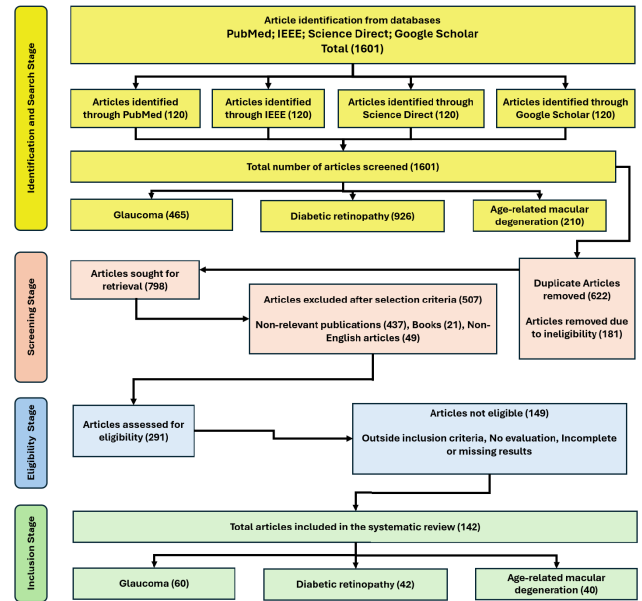 Identification and Search Stage
Article identification from databases
PubMed; IEEE; Science Direct; Google Scholar
Total (1601)
Articles identified
through PubMed (120)
Articles identified
through IEEE (120)
Articles identified through
Science Direct (120)
Articles identified through
Google Scholar (120)
Total number of articles screened (1601)
Glaucoma (465)
Diabetic retinopathy (926)
Age-related macular
degeneration (210)
Screening Stage
Articles sought for
retrieval (798)
Articles excluded after selection criteria (507)
Non-relevant publications (437), Books (21), Non-
English articles (49)
Duplicate Articles
removed (622)
Articles removed due
to ineligibility (181)
Eligibility Stage
Articles assessed for
eligibility (291)
Articles not eligible (149)
Outside inclusion criteria, No evaluation, Incomplete
or missing results
Inclusion Stage
Total articles included in the systematic review (142)
Glaucoma (60)
Diabetic retinopathy (42)
Age-related macular
degeneration (40)